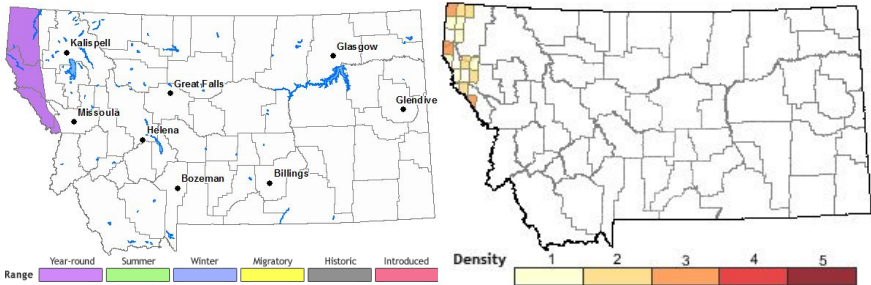 Kalispell
Glasgow
Great Falls
Glendive
Missoula
Helena
Bozeman
Billings
Range Year-round Summer Winter Migratory Historic Introduced
Density 1 2 3 4 5